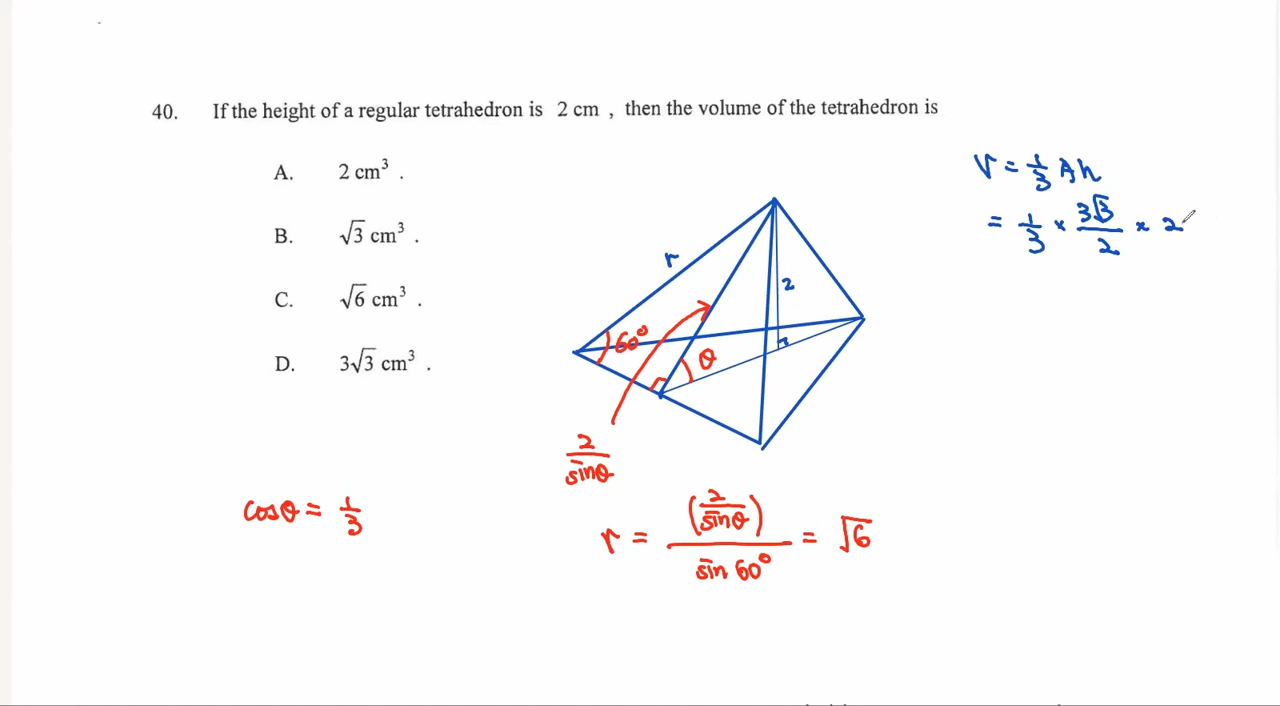 40. If the height of a regular tetrahedron is 2 cm , then the volume of the tetrahedron is
A. 2 cm³ .
B. √3 cm³ .
C. √6 cm³ .
D. 3√3 cm³ .
V = 1/3 Ah
= 1/3 × 3√3/2 × 2
r
2
60°
θ
2/sinθ
cosθ = 1/3
r = (2/sinθ)/sin 60° = √6